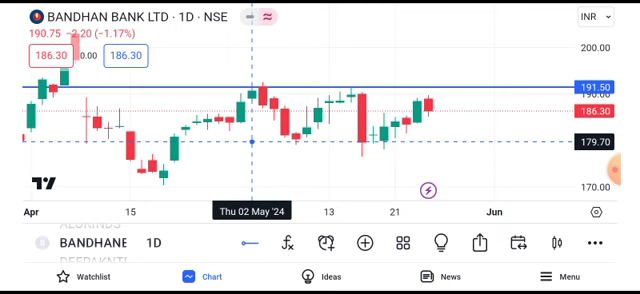 BANDHAN BANK LTD · 1D · NSE
INR
190.75 −2.20 (−1.17%)
186.30
0.00
186.30
200.00
191.50
190.00
186.30
179.70
170.00
Apr
15
Thu 02 May '24
13
21
Jun
BANDHANE
1D
Watchlist
Chart
Ideas
News
Menu